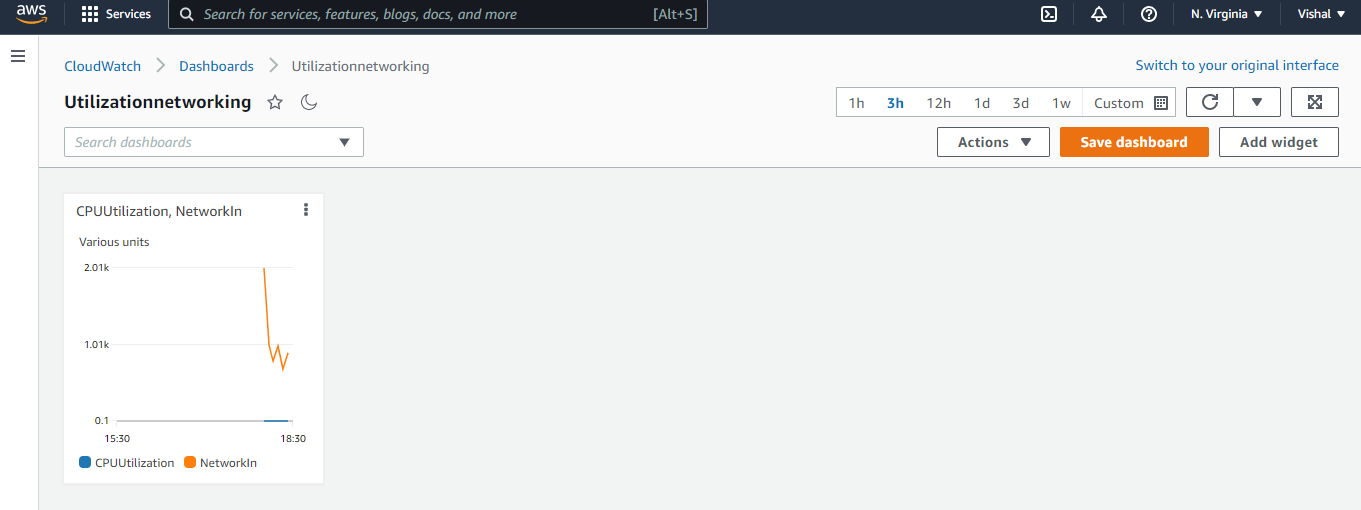 aws Services Search for services, features, blogs, docs, and more [Alt+S] N. Virginia Vishal
CloudWatch Dashboards Utilizationnetworking Switch to your original interface
Utilizationnetworking 1h 3h 12h 1d 3d 1w Custom
Search dashboards Actions Save dashboard Add widget
CPUUtilization, NetworkIn
Various units
2.01k
1.01k
0.1
15:30 18:30
CPUUtilization NetworkIn